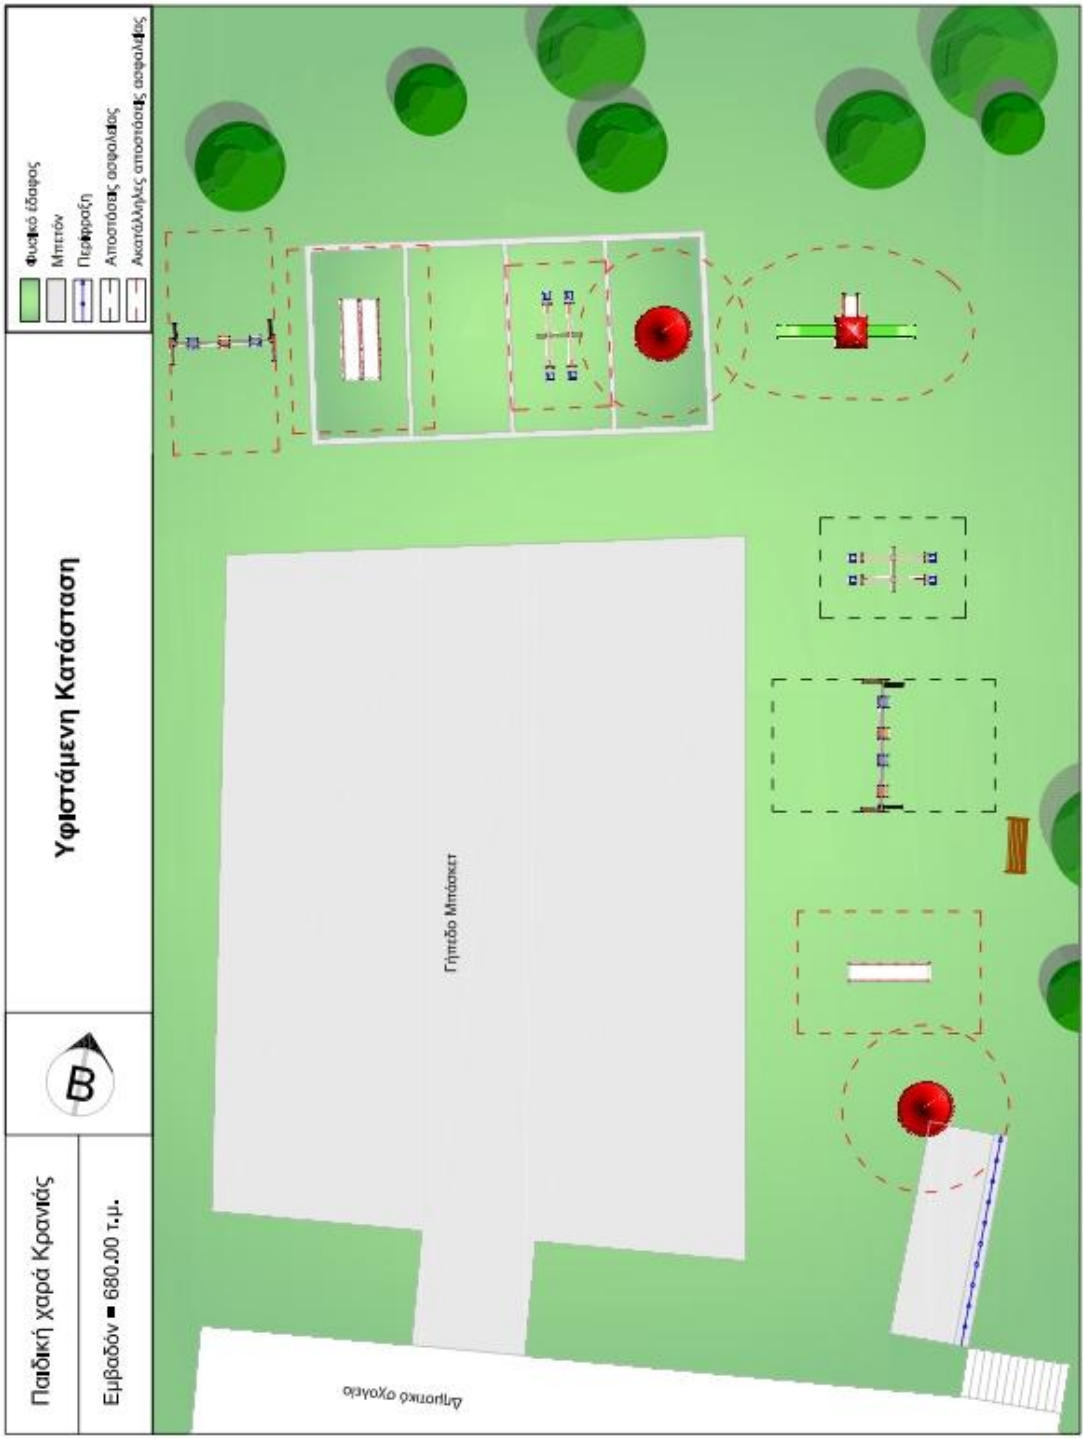 Παιδική χαρά Κρανιάς
Εμβαδόν = 680.00 τ.μ.
Β
Υφιστάμενη Κατάσταση
Φυσικό έδαφος
Μπετόν
Περίφραξη
Αποστάσεις ασφαλείας
Ακατάλληλες αποστάσεις ασφαλείας
Γήπεδο Μπάσκετ
Δημοτικό σχολείο